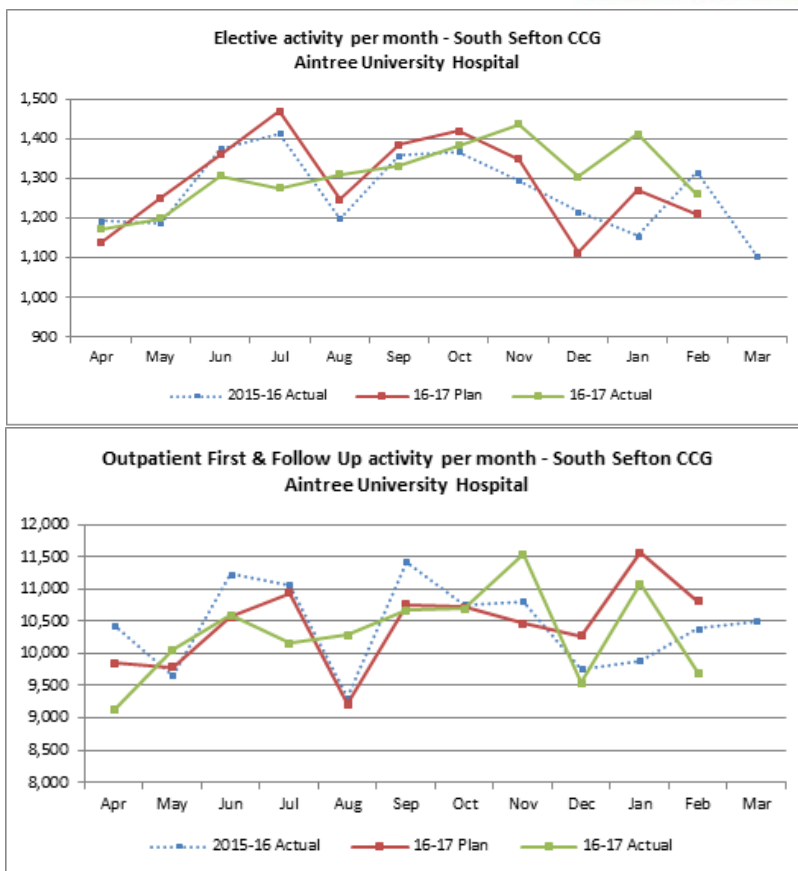 Elective activity per month - South Sefton CCG
Aintree University Hospital
1,500
1,400
1,300
1,200
1,100
1,000
900
Apr May Jun Jul Aug Sep Oct Nov Dec Jan Feb Mar
2015-16 Actual 16-17 Plan 16-17 Actual
Outpatient First & Follow Up activity per month - South Sefton CCG
Aintree University Hospital
12,000
11,500
11,000
10,500
10,000
9,500
9,000
8,500
8,000
Apr May Jun Jul Aug Sep Oct Nov Dec Jan Feb Mar
2015-16 Actual 16-17 Plan 16-17 Actual